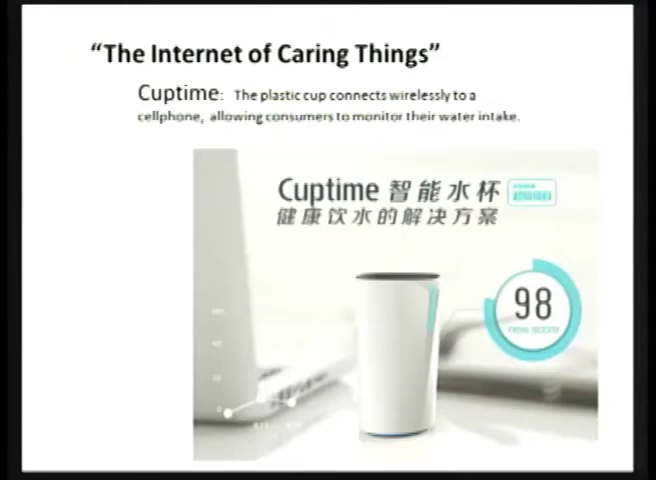 “The Internet of Caring Things”
Cuptime: The plastic cup connects wirelessly to a
cellphone, allowing consumers to monitor their water intake.
Cuptime 智能水杯
健康饮水的解决方案
98